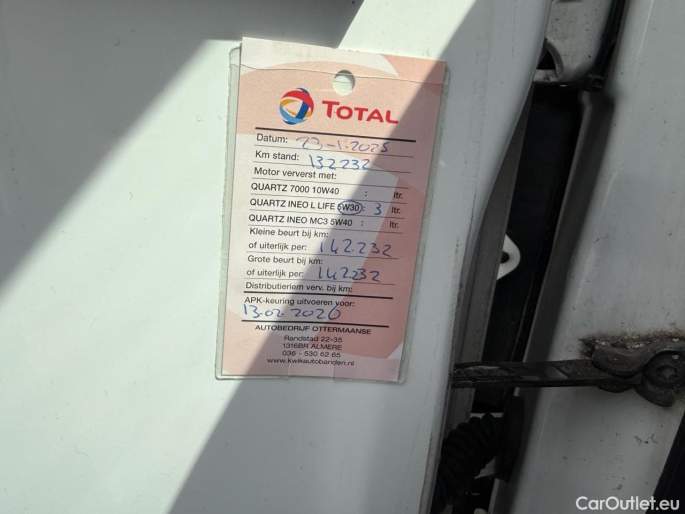 TOTAL
Datum: 23-1-2025
Km stand: 132232
Motor ververst met:
QUARTZ 7000 10W40 : ltr.
QUARTZ INEO L LIFE 5W30 : 3 ltr.
QUARTZ INEO MC3 5W40 : ltr.
Kleine beurt bij km:
of uiterlijk per: 142.232
Grote beurt bij km:
of uiterlijk per: 142232
Distributieriem verv. bij km:
APK-keuring uitvoeren voor:
13-02-2026
AUTOBEDRIJF OTTERMAANSE
Randstad 22-35
1316BR ALMERE
036 - 530 62 65
www.kwikautobanden.nl
CarOutlet.eu